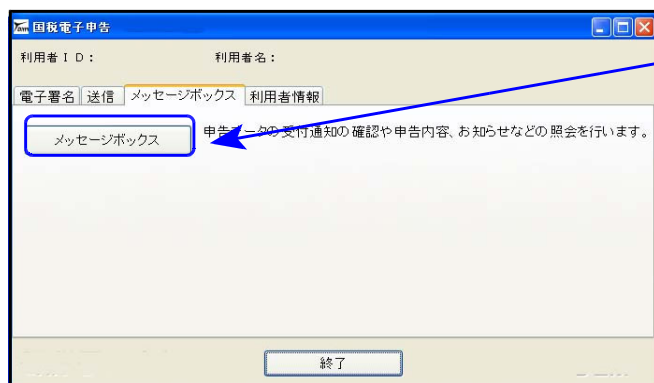 国税電子申告
利用者ID： 利用者名：
電子署名 送信 メッセージボックス 利用者情報
メッセージボックス 申告データの受付通知の確認や申告内容、お知らせなどの照会を行います。
終了